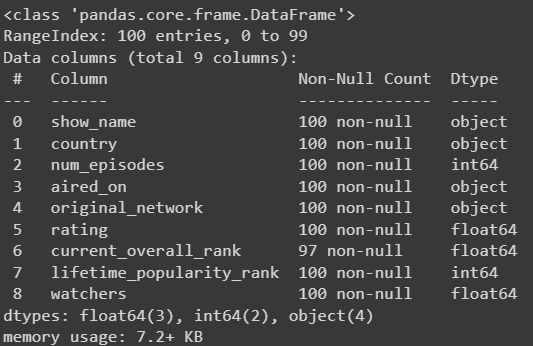 <class 'pandas.core.frame.DataFrame'>
RangeIndex: 100 entries, 0 to 99
Data columns (total 9 columns):
 #   Column                   Non-Null Count  Dtype
---  ------                   --------------  -----
 0   show_name                100 non-null    object
 1   country                  100 non-null    object
 2   num_episodes             100 non-null    int64
 3   aired_on                 100 non-null    object
 4   original_network         100 non-null    object
 5   rating                   100 non-null    float64
 6   current_overall_rank     97 non-null     float64
 7   lifetime_popularity_rank 100 non-null    int64
 8   watchers                 100 non-null    float64
dtypes: float64(3), int64(2), object(4)
memory usage: 7.2+ KB